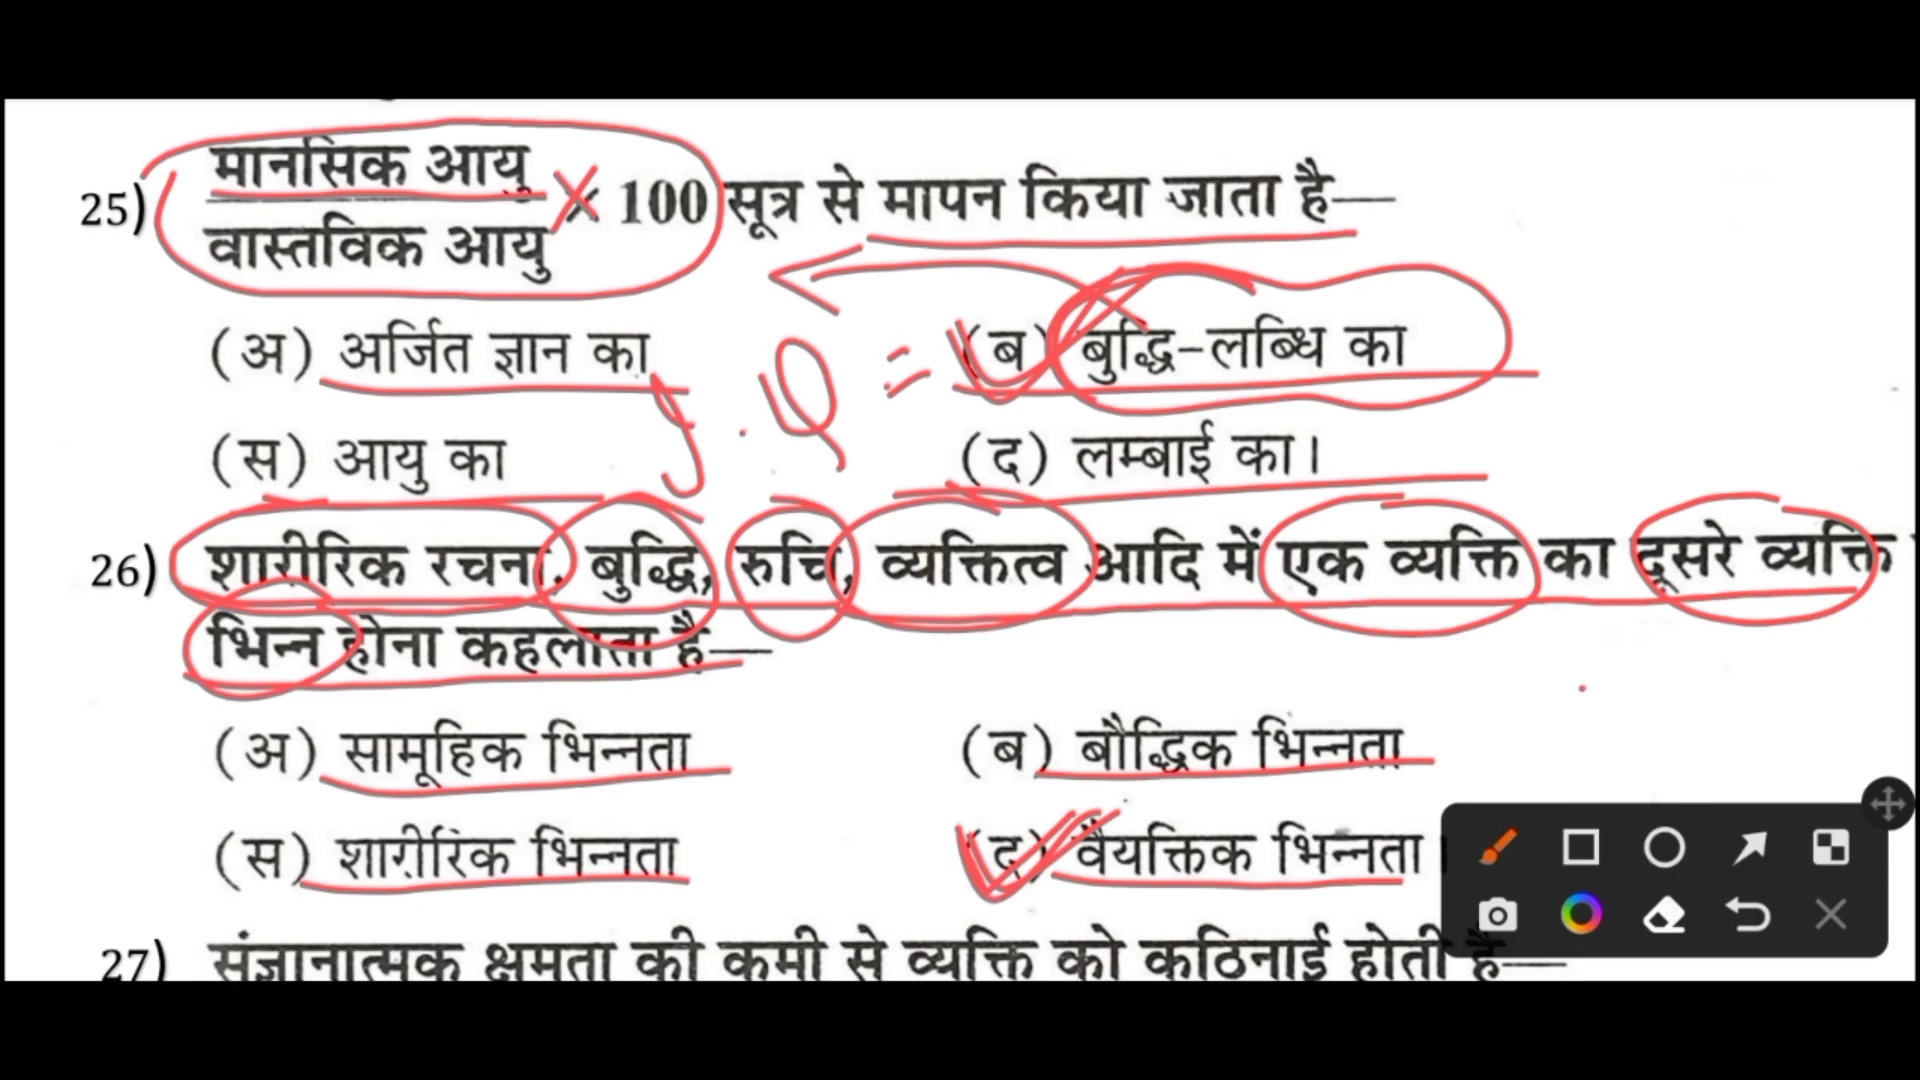 25) मानसिक आयु
वास्तविक आयु × 100 सूत्र से मापन किया जाता है—
(अ) अर्जित ज्ञान का (ब) बुद्धि-लब्धि का
I.Q =
(स) आयु का (द) लम्बाई का।
26) शारीरिक रचना, बुद्धि, रुचि, व्यक्तित्व आदि में एक व्यक्ति का दूसरे व्यक्ति
भिन्न होना कहलाता है—
(अ) सामूहिक भिन्नता (ब) बौद्धिक भिन्नता
(स) शारीरिक भिन्नता (द) वैयक्तिक भिन्नता।
27) संज्ञानात्मक क्षमता की कमी से व्यक्ति को कठिनाई होती है—